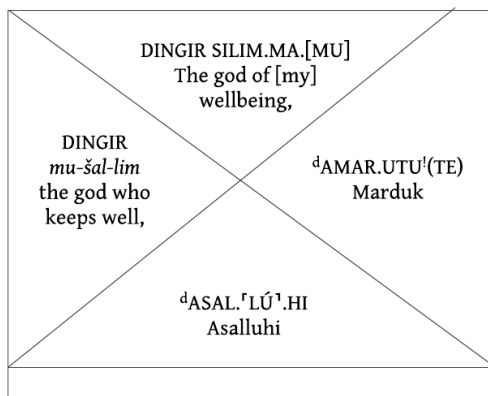 DINGIR SILIM.MA.[MU]
The god of [my]
wellbeing,
DINGIR
mu-šal-lim
the god who
keeps well,
ᵈAMAR.UTU!(TE)
Marduk
ᵈASAL.⸢LÚ⸣.HI
Asalluhi